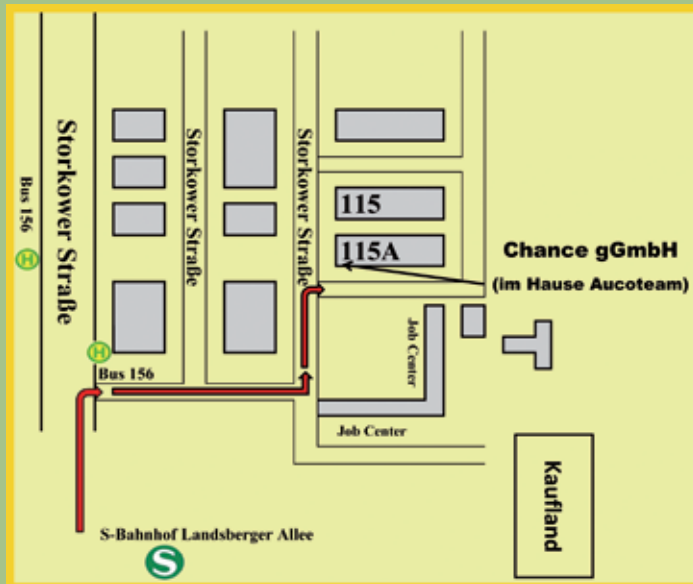 Storkower Straße
Bus 156
H
H
Bus 156
Storkower Straße
Storkower Straße
115
115A
Chance gGmbH
(im Hause Aucoteam)
Job Center
Job Center
Kaufland
S-Bahnhof Landsberger Allee
S